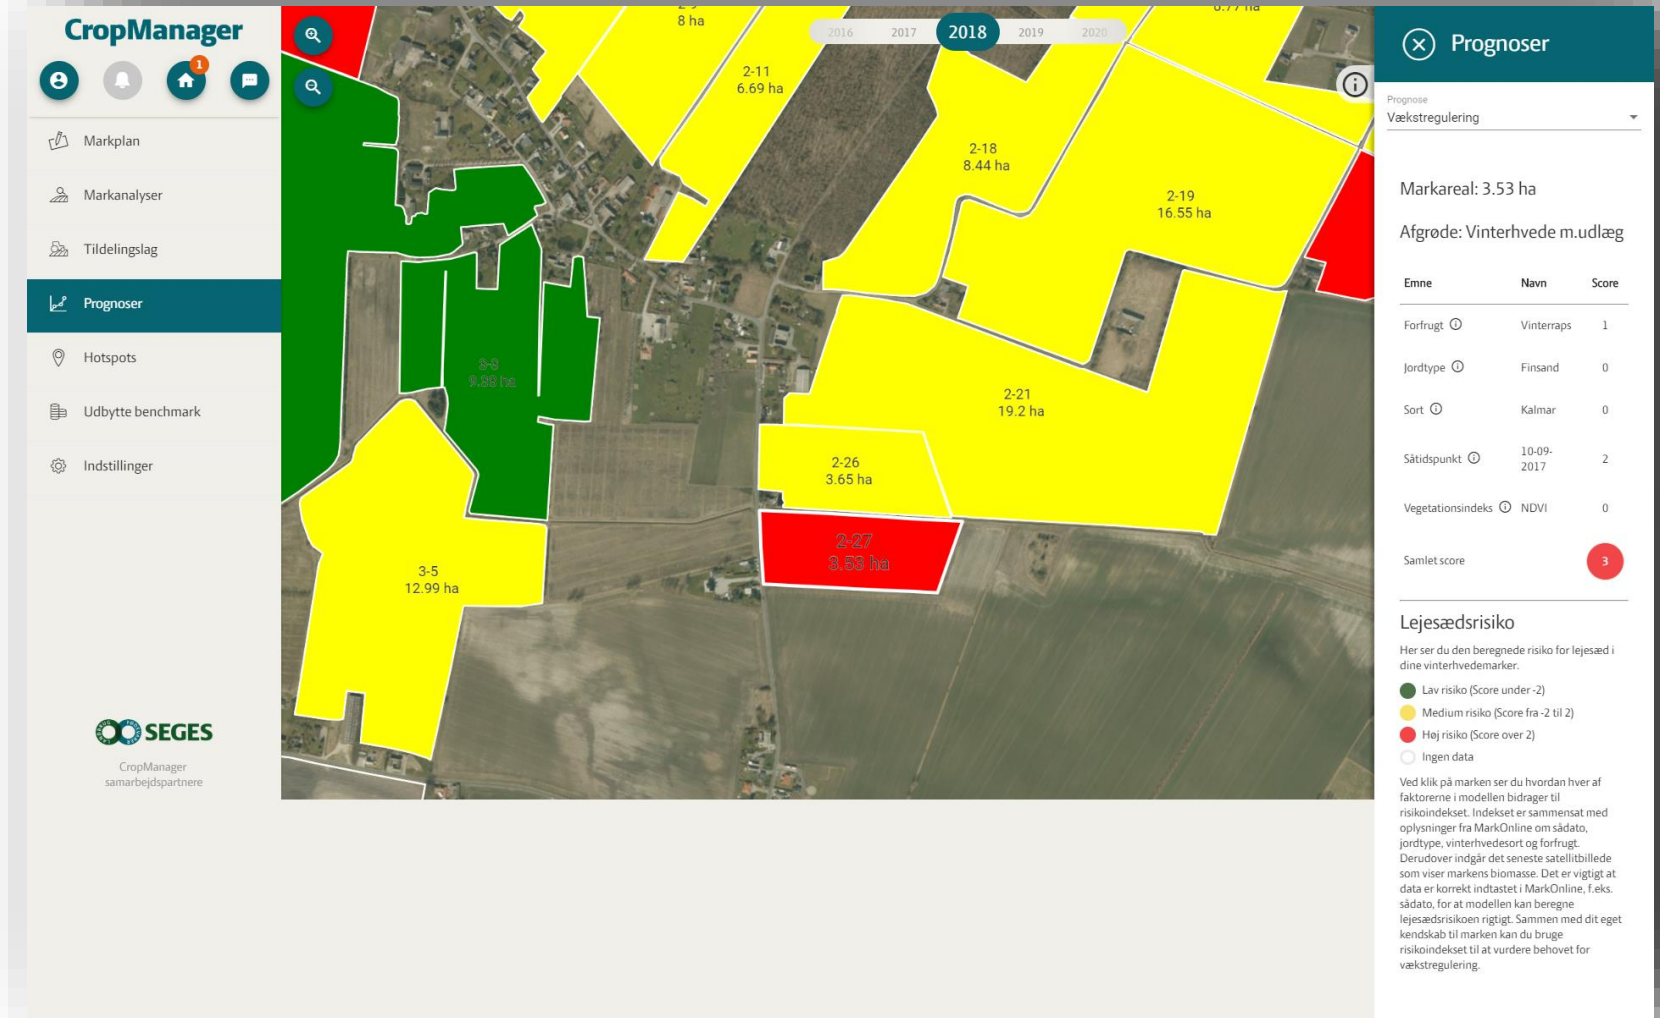 CropManager
1
Markplan
Markanalyser
Tildelingslag
Prognoser
Hotspots
Udbytte benchmark
Indstillinger
SEGES
CropManager
samarbejdspartnere
8 ha
2016 2017 2018 2019 2020
2-11
6.69 ha
2-18
8.44 ha
2-19
16.55 ha
3-3
9.38 ha
2-21
19.2 ha
2-26
3.65 ha
2-27
3.53 ha
3-5
12.99 ha
Prognoser
Prognose
Vækstregulering
Markareal: 3.53 ha
Afgrøde: Vinterhvede m.udlæg
Emne Navn Score
Forfrugt Vinterraps 1
Jordtype Finsand 0
Sort Kalmar 0
Såtidspunkt 10-09-
2017 2
Vegetationsindeks NDVI 0
Samlet score 3
Lejesædsrisiko
Her ser du den beregnede risiko for lejesæd i
dine vinterhvedemarker.
Lav risiko (Score under -2)
Medium risiko (Score fra -2 til 2)
Høj risiko (Score over 2)
Ingen data
Ved klik på marken ser du hvordan hver af
faktorerne i modellen bidrager til
risikoindekset. Indekset er sammensat med
oplysninger fra MarkOnline om sådato,
jordtype, vinterhvedesort og forfrugt.
Derudover indgår det seneste satellitbillede
som viser markens biomasse. Det er vigtigt at
data er korrekt indtastet i MarkOnline, f.eks.
sådato, for at modellen kan beregne
lejesædsrisikoen rigtigt. Sammen med dit eget
kendskab til marken kan du bruge
risikoindekset til at vurdere behovet for
vækstregulering.